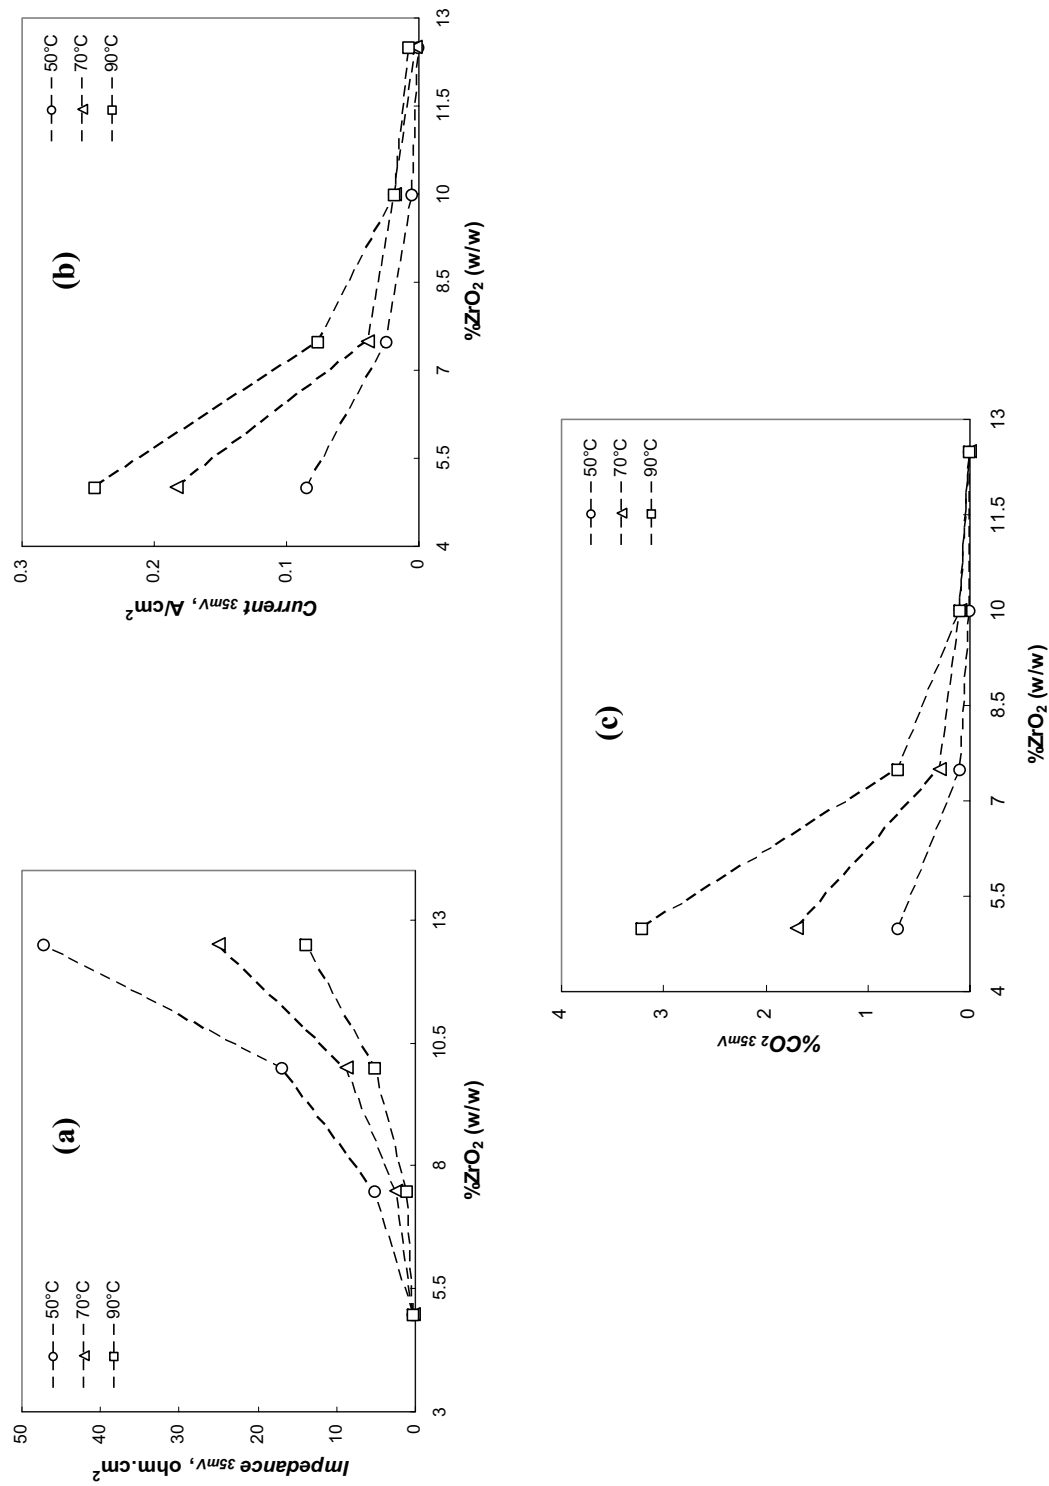 (a)
50°C
70°C
90°C
50
40
30
20
10
0
3
5.5
8
10.5
13
Impedance 35mV, ohm.cm2
%ZrO2 (w/w)
(b)
50°C
70°C
90°C
0.3
0.2
0.1
0
4
5.5
7
8.5
10
11.5
13
Current 35mV, A/cm2
%ZrO2 (w/w)
(c)
50°C
70°C
90°C
4
3
2
1
0
4
5.5
7
8.5
10
11.5
13
%CO2 35mV
%ZrO2 (w/w)